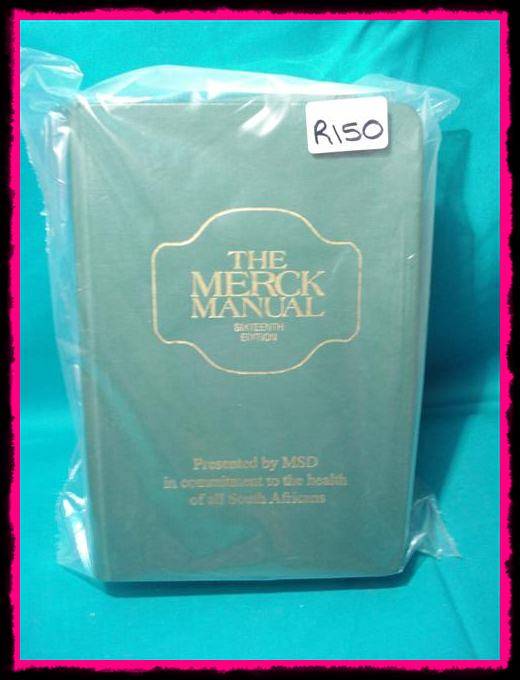 R150
THE
MERCK
MANUAL
SIXTEENTH
EDITION
Presented by MSD
in commitment to the health
of all South Africans